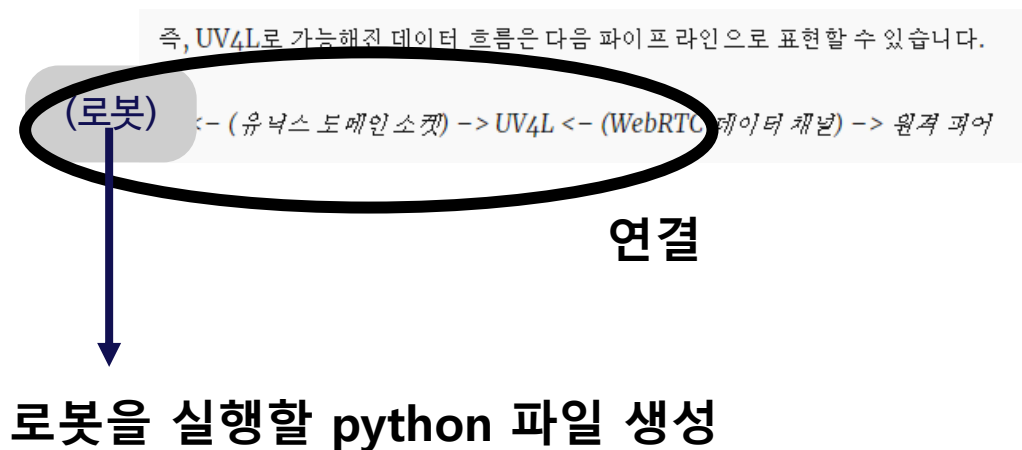 즉, UV4L로 가능해진 데이터 흐름은 다음 파이프라인으로 표현할 수 있습니다.
(로봇) <– (유닉스 도메인 소켓) –> UV4L <– (WebRTC 데이터 채널) –> 원격 피어
연결
로봇을 실행할 python 파일 생성